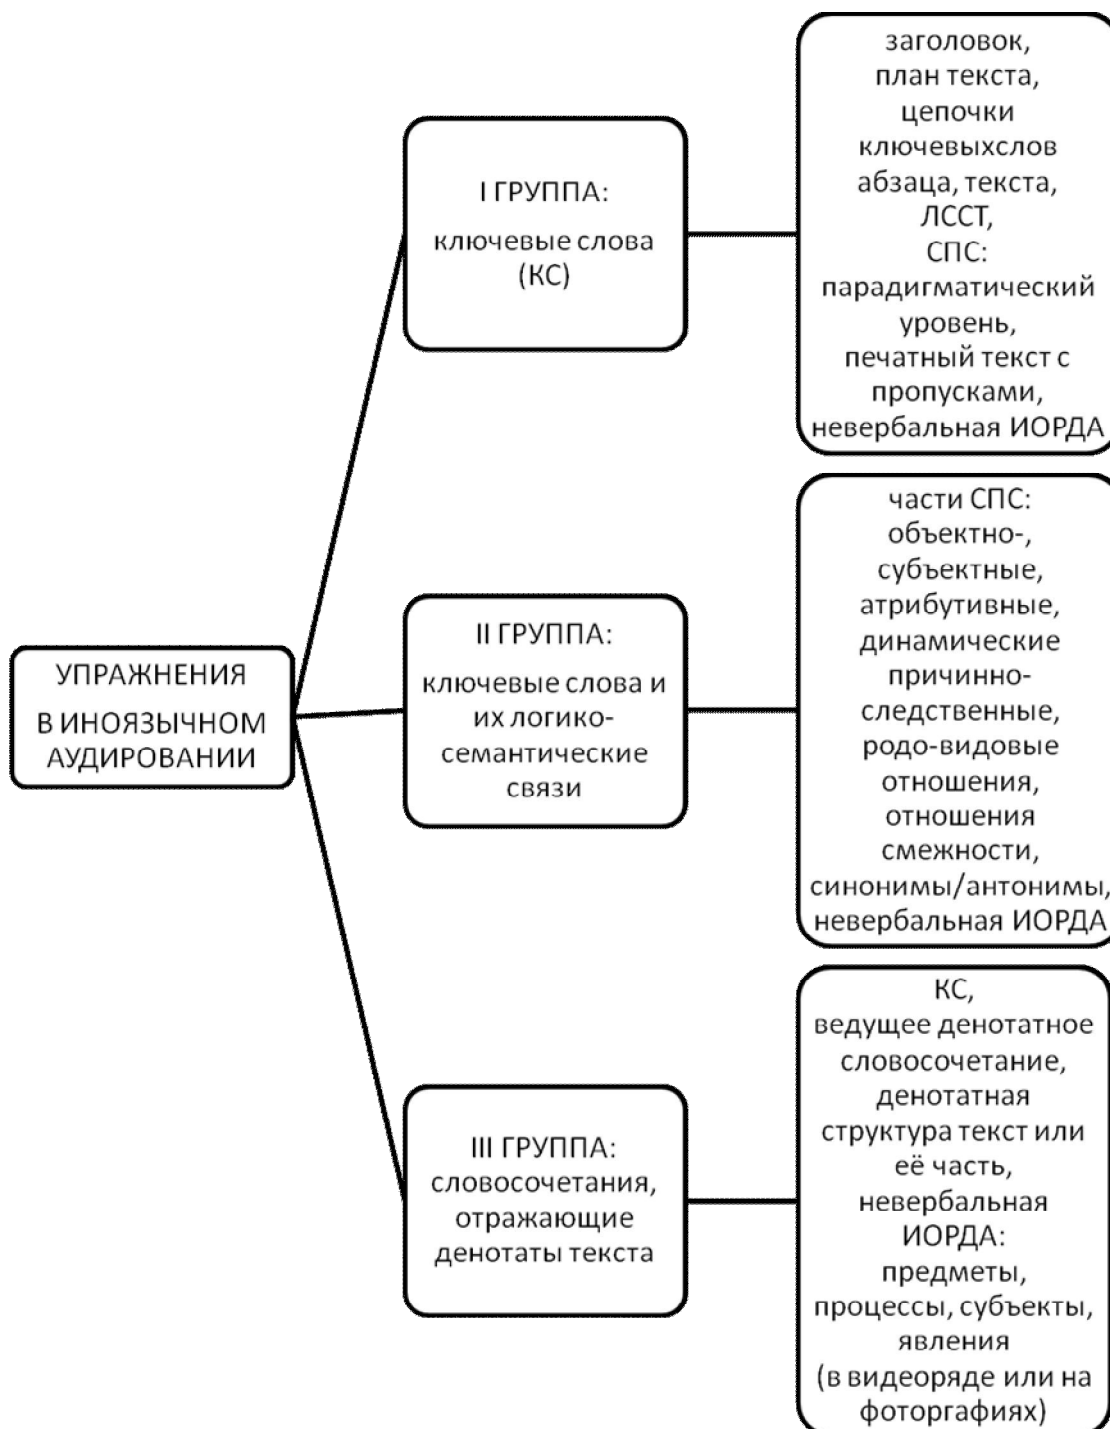 УПРАЖНЕНИЯ
В ИНОЯЗЫЧНОМ
АУДИРОВАНИИ
I ГРУППА:
ключевые слова
(КС)
заголовок,
план текста,
цепочки
ключевыхслов
абзаца, текста,
ЛССТ,
СПС:
парадигматический
уровень,
печатный текст с
пропусками,
невербальная ИОРДА
II ГРУППА:
ключевые слова и
их логико-
семантические
связи
части СПС:
объектно-,
субъектные,
атрибутивные,
динамические
причинно-
следственные,
родо-видовые
отношения,
отношения
смежности,
синонимы/антонимы,
невербальная ИОРДА
III ГРУППА:
словосочетания,
отражающие
денотаты текста
КС,
ведущее денотатное
словосочетание,
денотатная
структура текст или
её часть,
невербальная
ИОРДА:
предметы,
процессы, субъекты,
явления
(в видеоряде или на
фоторгафиях)